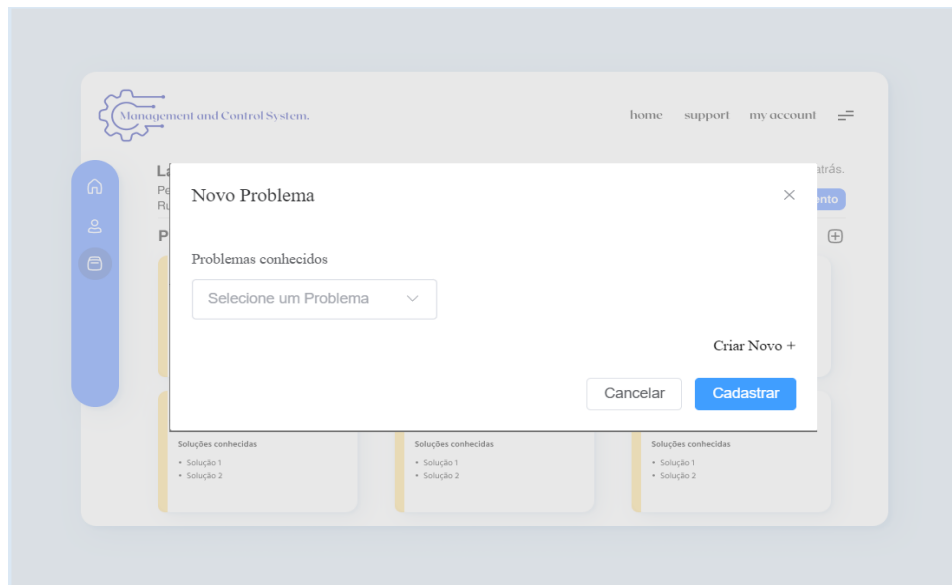 Management and Control System.
home support my account
atrás.
Novo Problema
Problemas conhecidos
Selecione um Problema
Criar Novo +
Cancelar Cadastrar
Soluções conhecidas Soluções conhecidas Soluções conhecidas
• Solução 1 • Solução 1 • Solução 1
• Solução 2 • Solução 2 • Solução 2